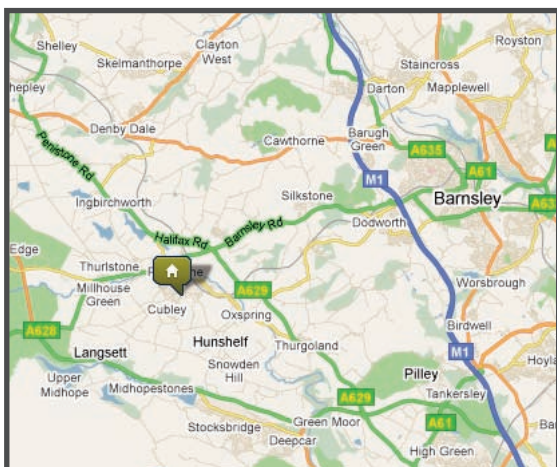 Shelley
Clayton
West
Royston
Skelmanthorpe
Staincross
hepley
Darton
Mapplewell
Denby Dale
Penistone Rd
Cawthorne
Barugh
Green
A635
A61
M1
Silkstone
Barnsley
Ingbirchworth
Barnsley Rd
Halifax Rd
Dodworth
Edge
Thurlstone
Millhouse
Green
A629
Worsbrough
Cubley
Oxspring
A628
Hunshelf
Birdwell
Langsett
Thurgoland
M1
Snowden
Hill
Hoyla
Upper
Midhope
Midhopestones
Pilley
Tankersley
A629
Green Moor
A61
Stocksbridge
Deepcar
High Green